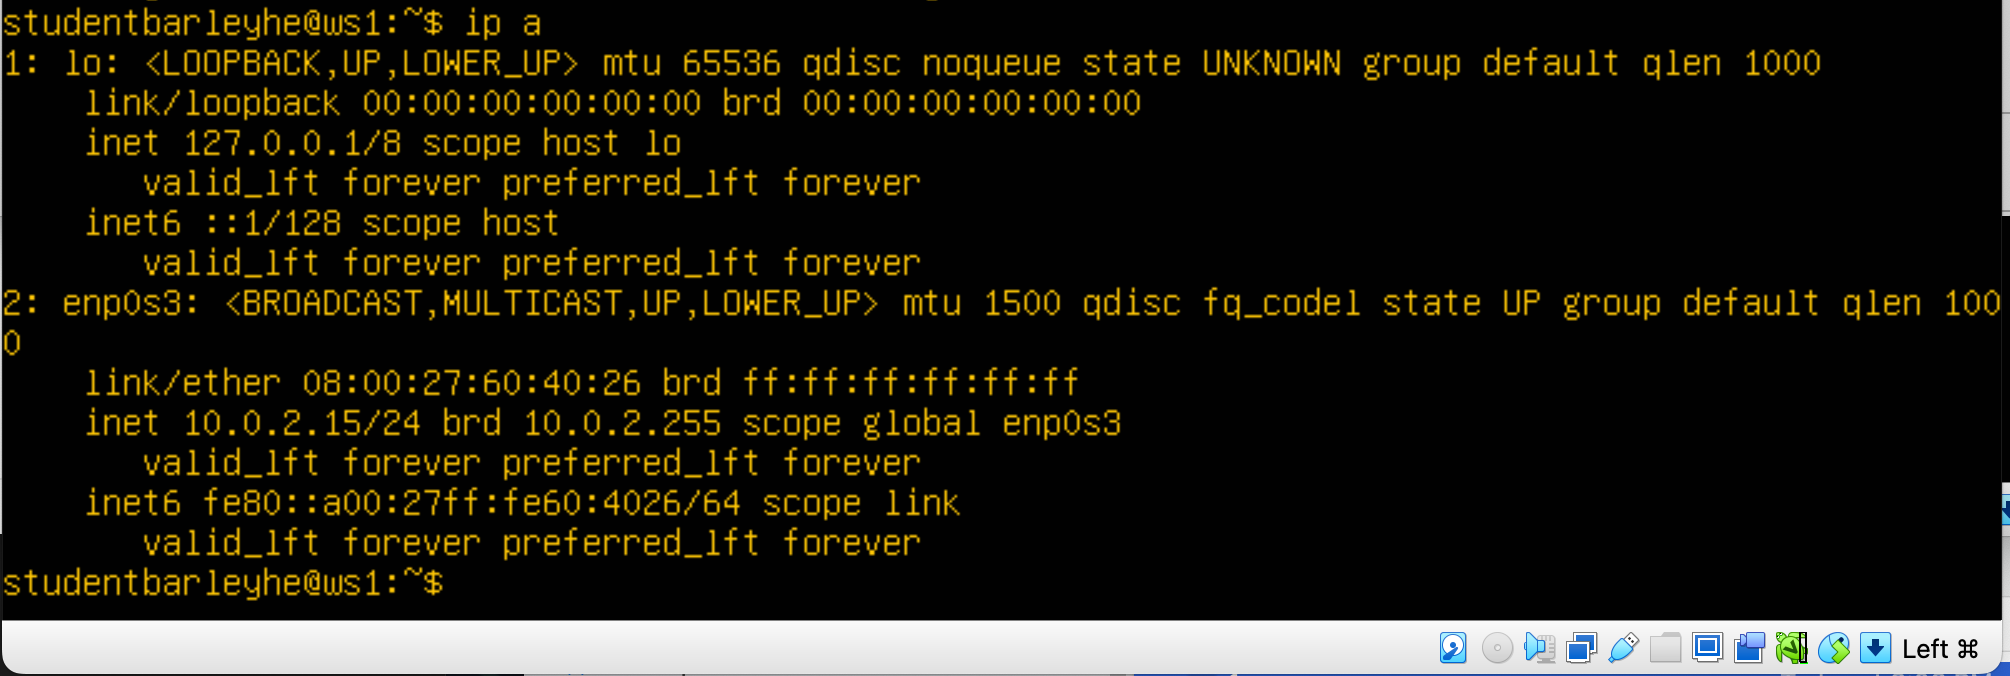 studentbarleyhe@ws1:~$ ip a
1: lo: <LOOPBACK,UP,LOWER_UP> mtu 65536 qdisc noqueue state UNKNOWN group default qlen 1000
link/loopback 00:00:00:00:00:00 brd 00:00:00:00:00:00
inet 127.0.0.1/8 scope host lo
valid_lft forever preferred_lft forever
inet6 ::1/128 scope host
valid_lft forever preferred_lft forever
2: enp0s3: <BROADCAST,MULTICAST,UP,LOWER_UP> mtu 1500 qdisc fq_codel state UP group default qlen 100
0
link/ether 08:00:27:60:40:26 brd ff:ff:ff:ff:ff:ff
inet 10.0.2.15/24 brd 10.0.2.255 scope global enp0s3
valid_lft forever preferred_lft forever
inet6 fe80::a00:27ff:fe60:4026/64 scope link
valid_lft forever preferred_lft forever
studentbarleyhe@ws1:~$
Left ⌘